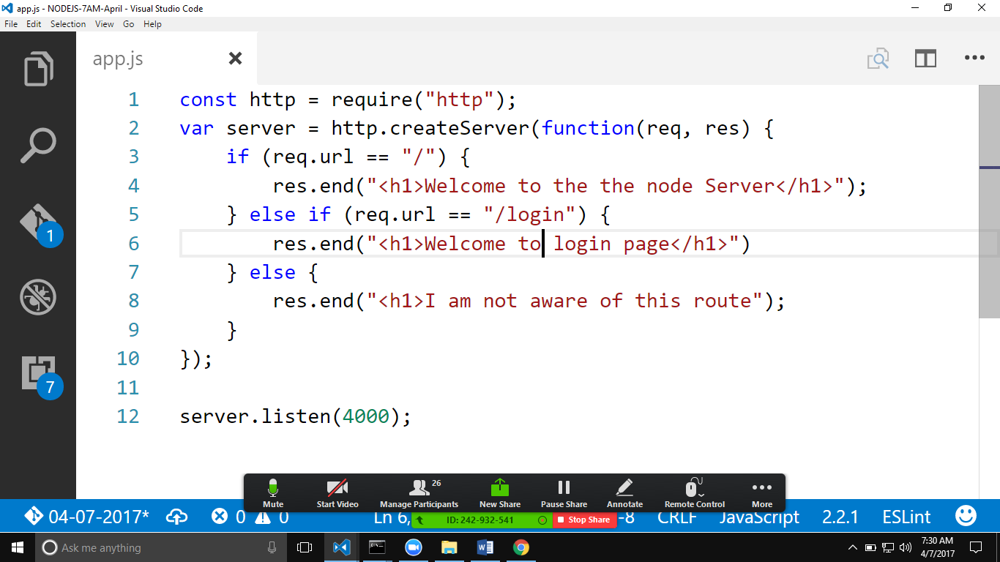 app.js - NODEJS-7AM-April - Visual Studio Code
File Edit Selection View Go Help
app.js
1 const http = require("http");
2 var server = http.createServer(function(req, res) {
3 if (req.url == "/") {
4 res.end("<h1>Welcome to the the node Server</h1>");
5 } else if (req.url == "/login") {
6 res.end("<h1>Welcome to login page</h1>")
7 } else {
8 res.end("<h1>I am not aware of this route");
9 }
10 });
11
12 server.listen(4000);
1
7
26
Mute Start Video Manage Participants New Share Pause Share Annotate Remote Control More
04-07-2017* 0 0 Ln 6, -8 CRLF JavaScript 2.2.1 ESLint
ID: 242-932-541 Stop Share
Ask me anything
7:30 AM
4/7/2017